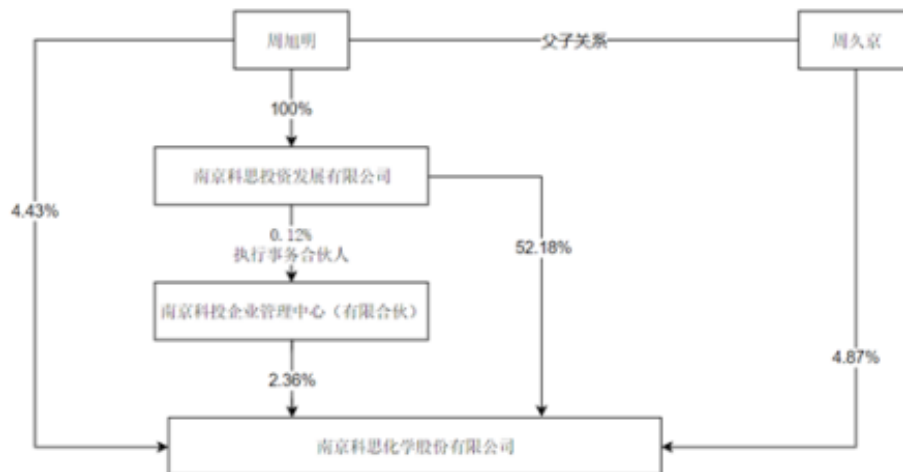 周旭明
父子关系
周久京
100%
南京科思投资发展有限公司
4.43%
0.12%
执行事务合伙人
52.18%
南京科投企业管理中心（有限合伙）
2.36%
4.87%
南京科思化学股份有限公司